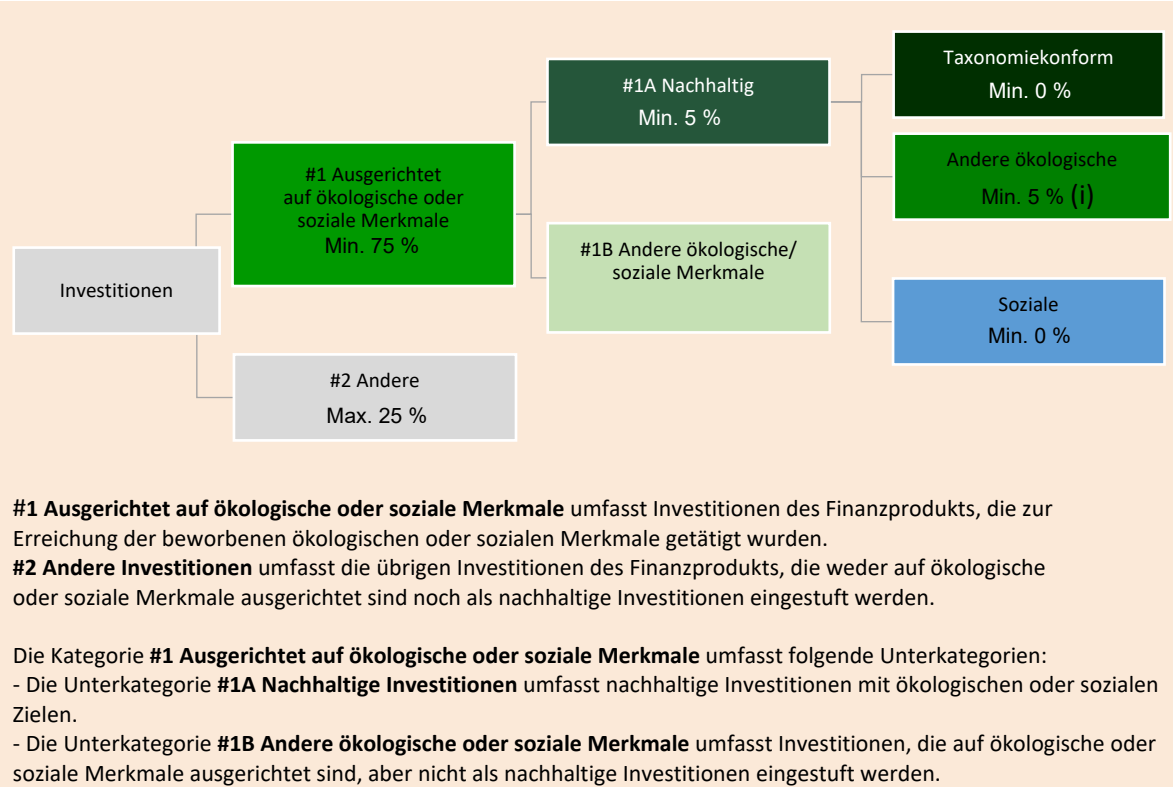 Investitionen
#1 Ausgerichtet
auf ökologische oder
soziale Merkmale
Min. 75 %
#2 Andere
Max. 25 %
#1A Nachhaltig
Min. 5 %
#1B Andere ökologische/
soziale Merkmale
Taxonomiekonform
Min. 0 %
Andere ökologische
Min. 5 % (i)
Soziale
Min. 0 %
#1 Ausgerichtet auf ökologische oder soziale Merkmale umfasst Investitionen des Finanzprodukts, die zur
Erreichung der beworbenen ökologischen oder sozialen Merkmale getätigt wurden.
#2 Andere Investitionen umfasst die übrigen Investitionen des Finanzprodukts, die weder auf ökologische
oder soziale Merkmale ausgerichtet sind noch als nachhaltige Investitionen eingestuft werden.
Die Kategorie #1 Ausgerichtet auf ökologische oder soziale Merkmale umfasst folgende Unterkategorien:
- Die Unterkategorie #1A Nachhaltige Investitionen umfasst nachhaltige Investitionen mit ökologischen oder sozialen
Zielen.
- Die Unterkategorie #1B Andere ökologische oder soziale Merkmale umfasst Investitionen, die auf ökologische oder
soziale Merkmale ausgerichtet sind, aber nicht als nachhaltige Investitionen eingestuft werden.